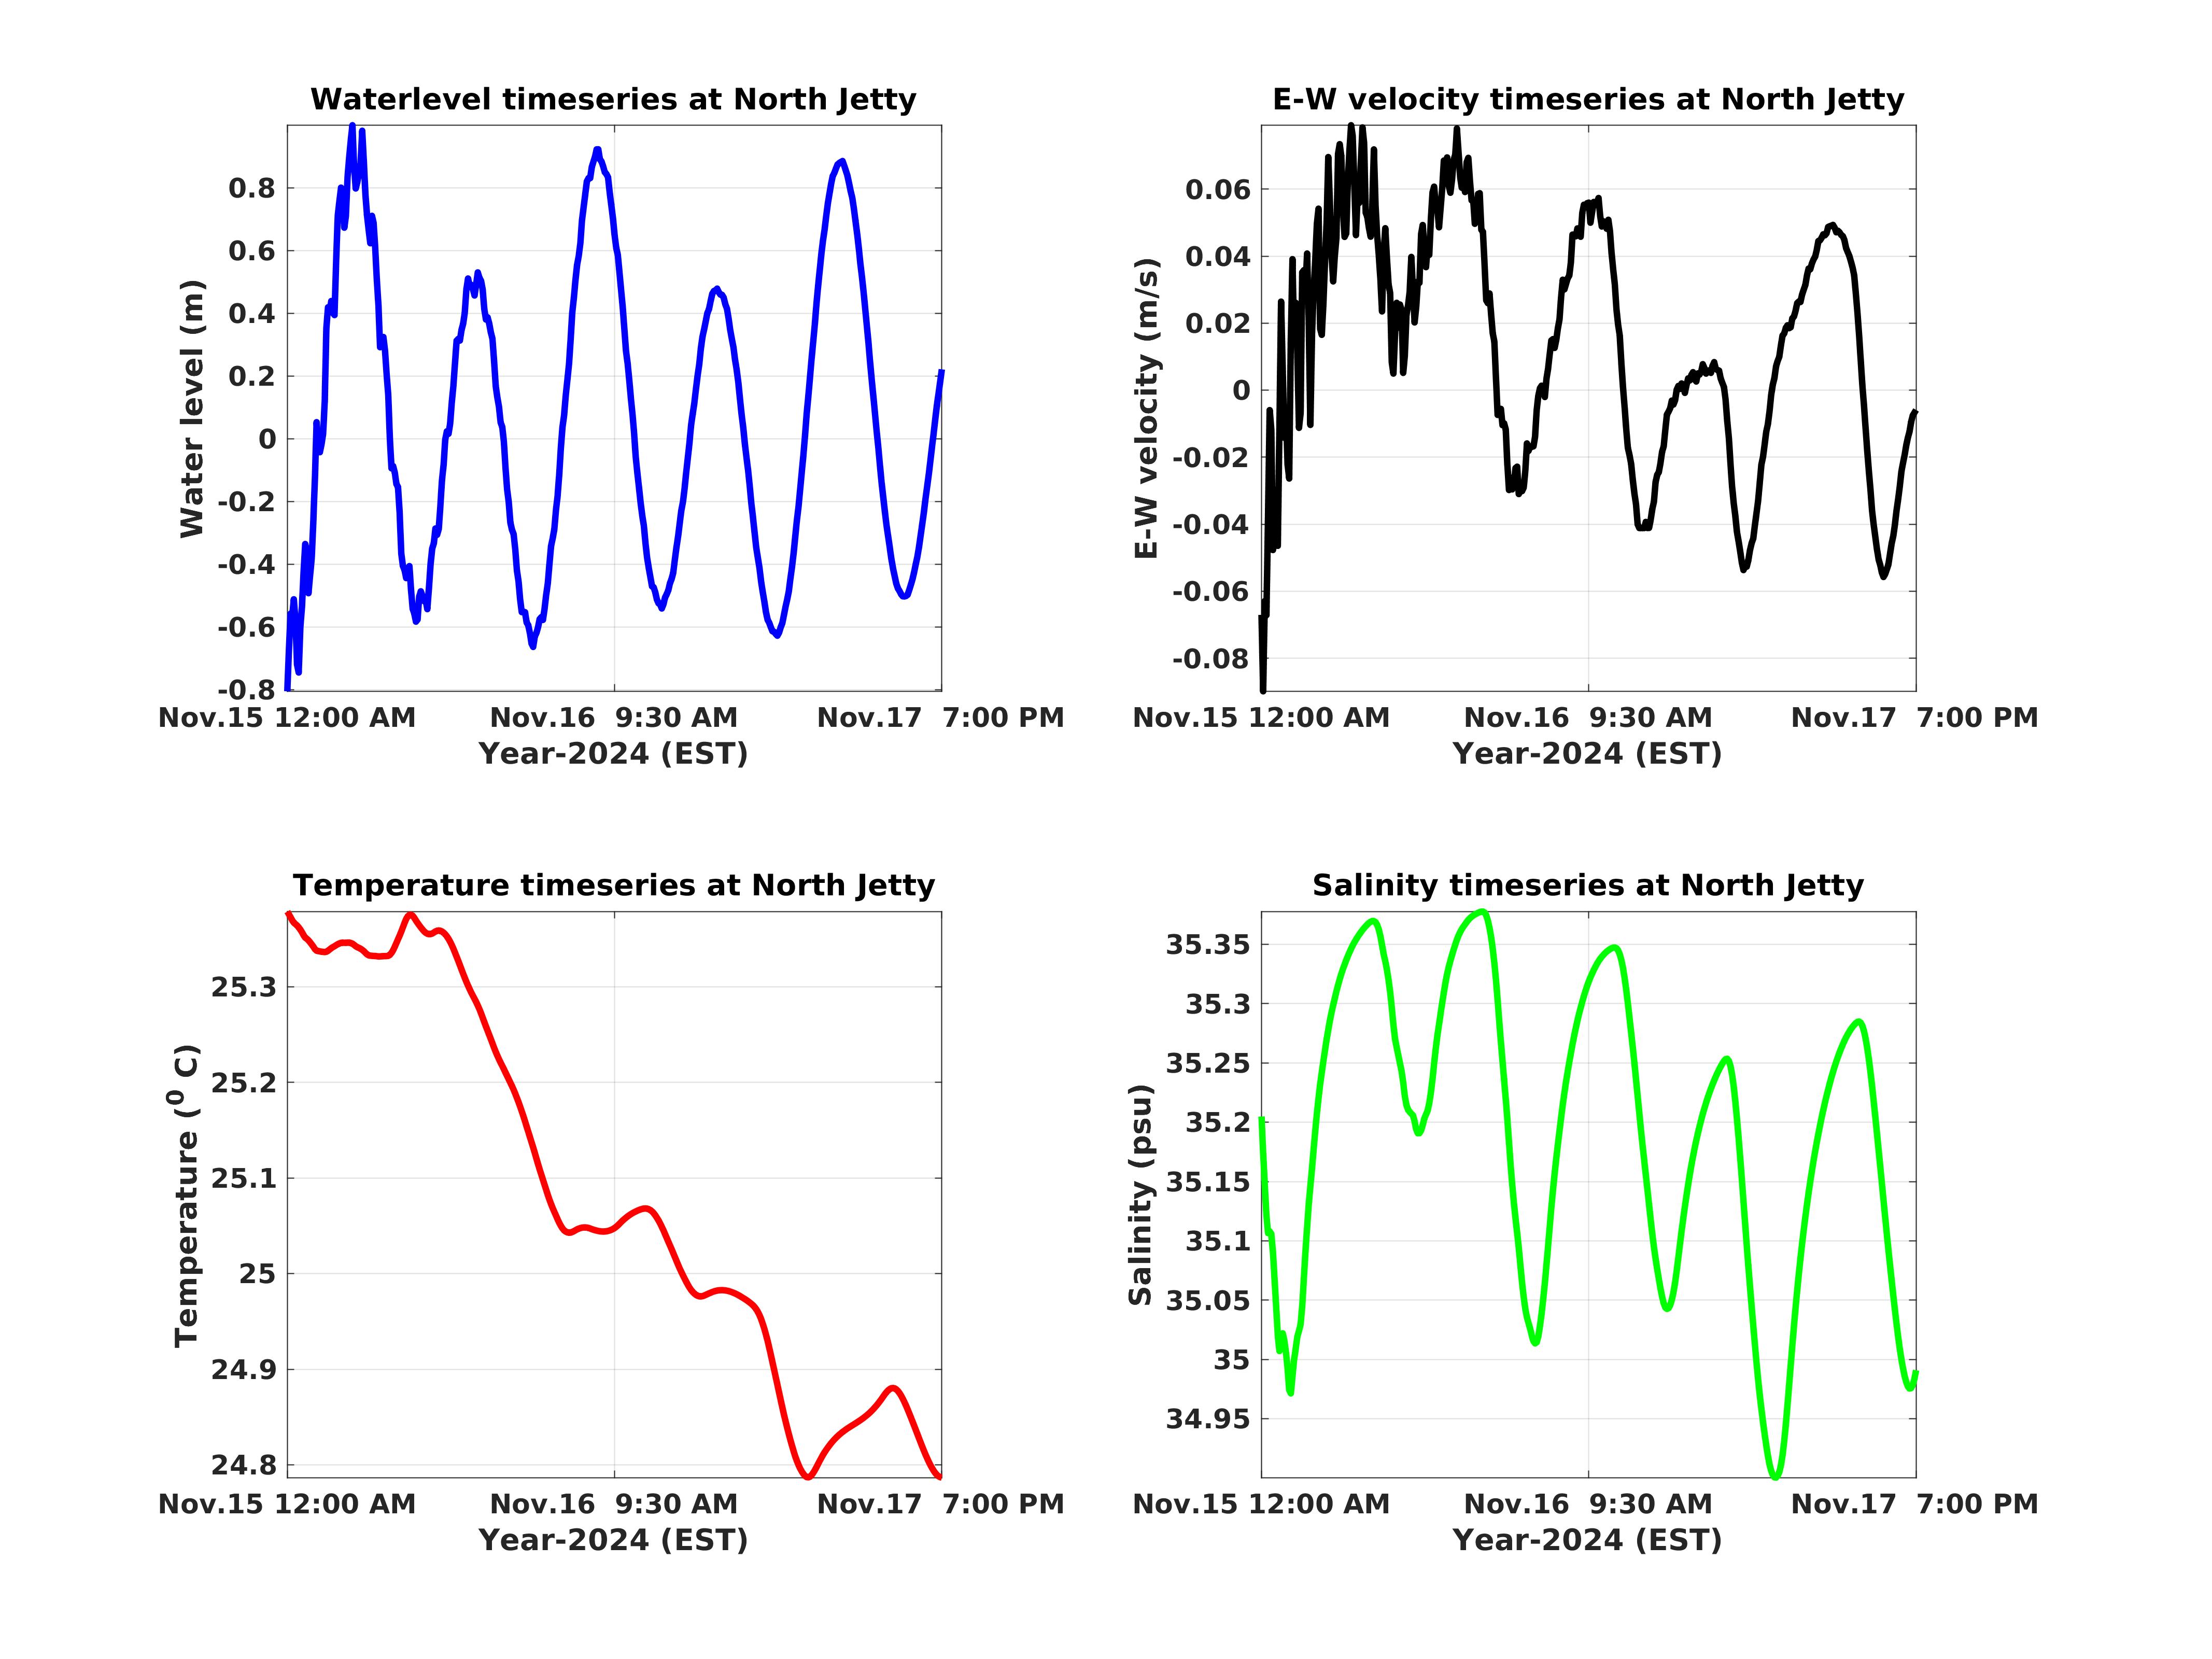 Waterlevel timeseries at North Jetty
Water level (m)
0.8
0.6
0.4
0.2
0
-0.2
-0.4
-0.6
-0.8
Nov.15 12:00 AM Nov.16 9:30 AM Nov.17 7:00 PM
Year-2024 (EST)
E-W velocity timeseries at North Jetty
E-W velocity (m/s)
0.06
0.04
0.02
0
-0.02
-0.04
-0.06
-0.08
Nov.15 12:00 AM Nov.16 9:30 AM Nov.17 7:00 PM
Year-2024 (EST)
Temperature timeseries at North Jetty
Temperature (⁰ C)
25.3
25.2
25.1
25
24.9
24.8
Nov.15 12:00 AM Nov.16 9:30 AM Nov.17 7:00 PM
Year-2024 (EST)
Salinity timeseries at North Jetty
Salinity (psu)
35.35
35.3
35.25
35.2
35.15
35.1
35.05
35
34.95
Nov.15 12:00 AM Nov.16 9:30 AM Nov.17 7:00 PM
Year-2024 (EST)